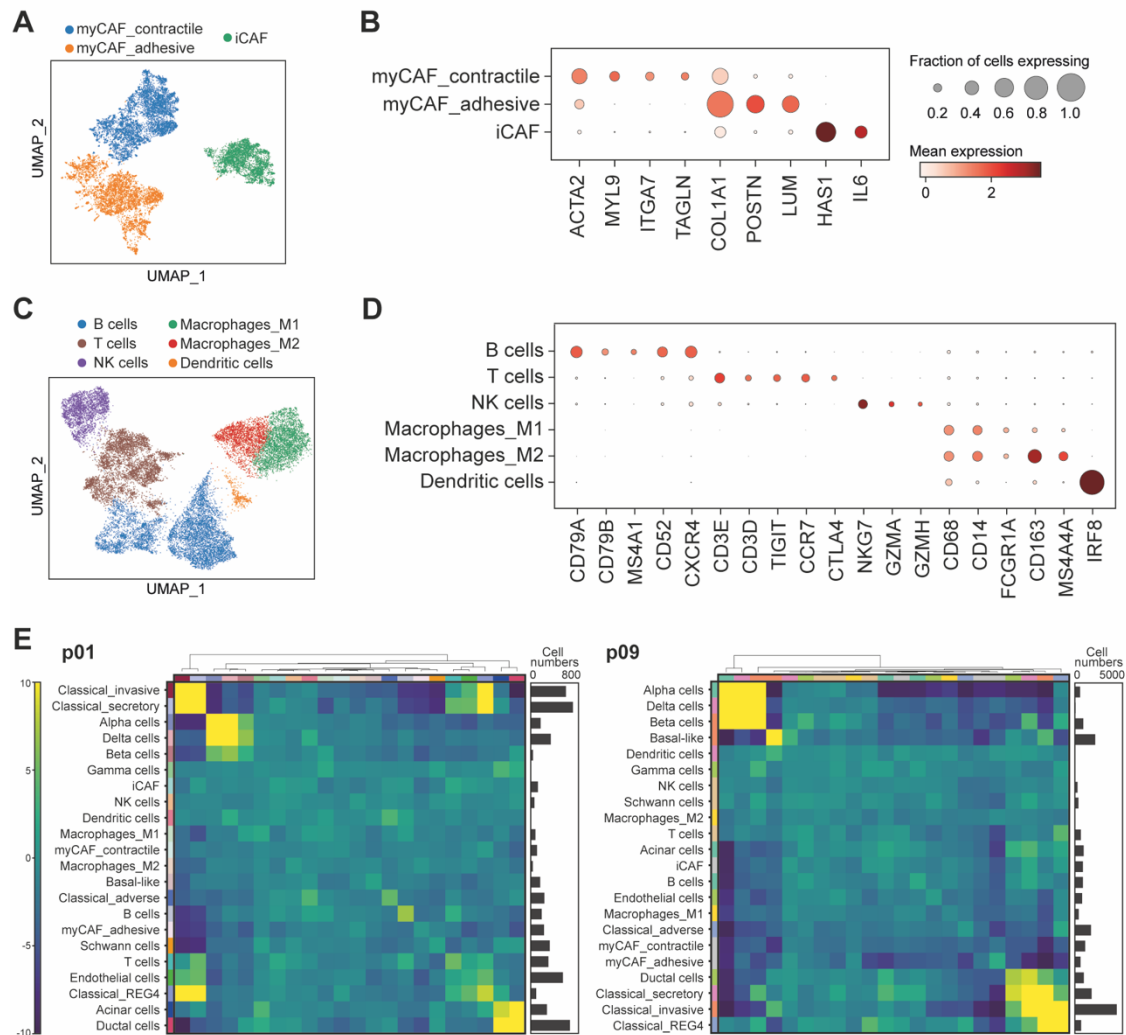 A
myCAF_contractile
iCAF
myCAF_adhesive
UMAP_2
UMAP_1
B
myCAF_contractile
myCAF_adhesive
iCAF
ACTA2
MYL9
ITGA7
TAGLN
COL1A1
POSTN
LUM
HAS1
IL6
Fraction of cells expressing
0.2 0.4 0.6 0.8 1.0
Mean expression
0 2
C
B cells
Macrophages_M1
T cells
Macrophages_M2
NK cells
Dendritic cells
UMAP_2
UMAP_1
D
B cells
T cells
NK cells
Macrophages_M1
Macrophages_M2
Dendritic cells
CD79A
CD79B
MS4A1
CD52
CXCR4
CD3E
CD3D
TIGIT
CCR7
CTLA4
NKG7
GZMA
GZMH
CD68
CD14
FCGR1A
CD163
MS4A4A
IRF8
E
p01
Cell
numbers
0 800
10
5
0
-5
-10
Classical_invasive
Classical_secretory
Alpha cells
Delta cells
Beta cells
Gamma cells
iCAF
NK cells
Dendritic cells
Macrophages_M1
myCAF_contractile
Macrophages_M2
Basal-like
Classical_adverse
B cells
myCAF_adhesive
Schwann cells
T cells
Endothelial cells
Classical_REG4
Acinar cells
Ductal cells
p09
Cell
numbers
0 5000
Alpha cells
Delta cells
Beta cells
Basal-like
Dendritic cells
Gamma cells
NK cells
Schwann cells
Macrophages_M2
T cells
Acinar cells
iCAF
B cells
Endothelial cells
Macrophages_M1
Classical_adverse
myCAF_contractile
myCAF_adhesive
Ductal cells
Classical_secretory
Classical_invasive
Classical_REG4